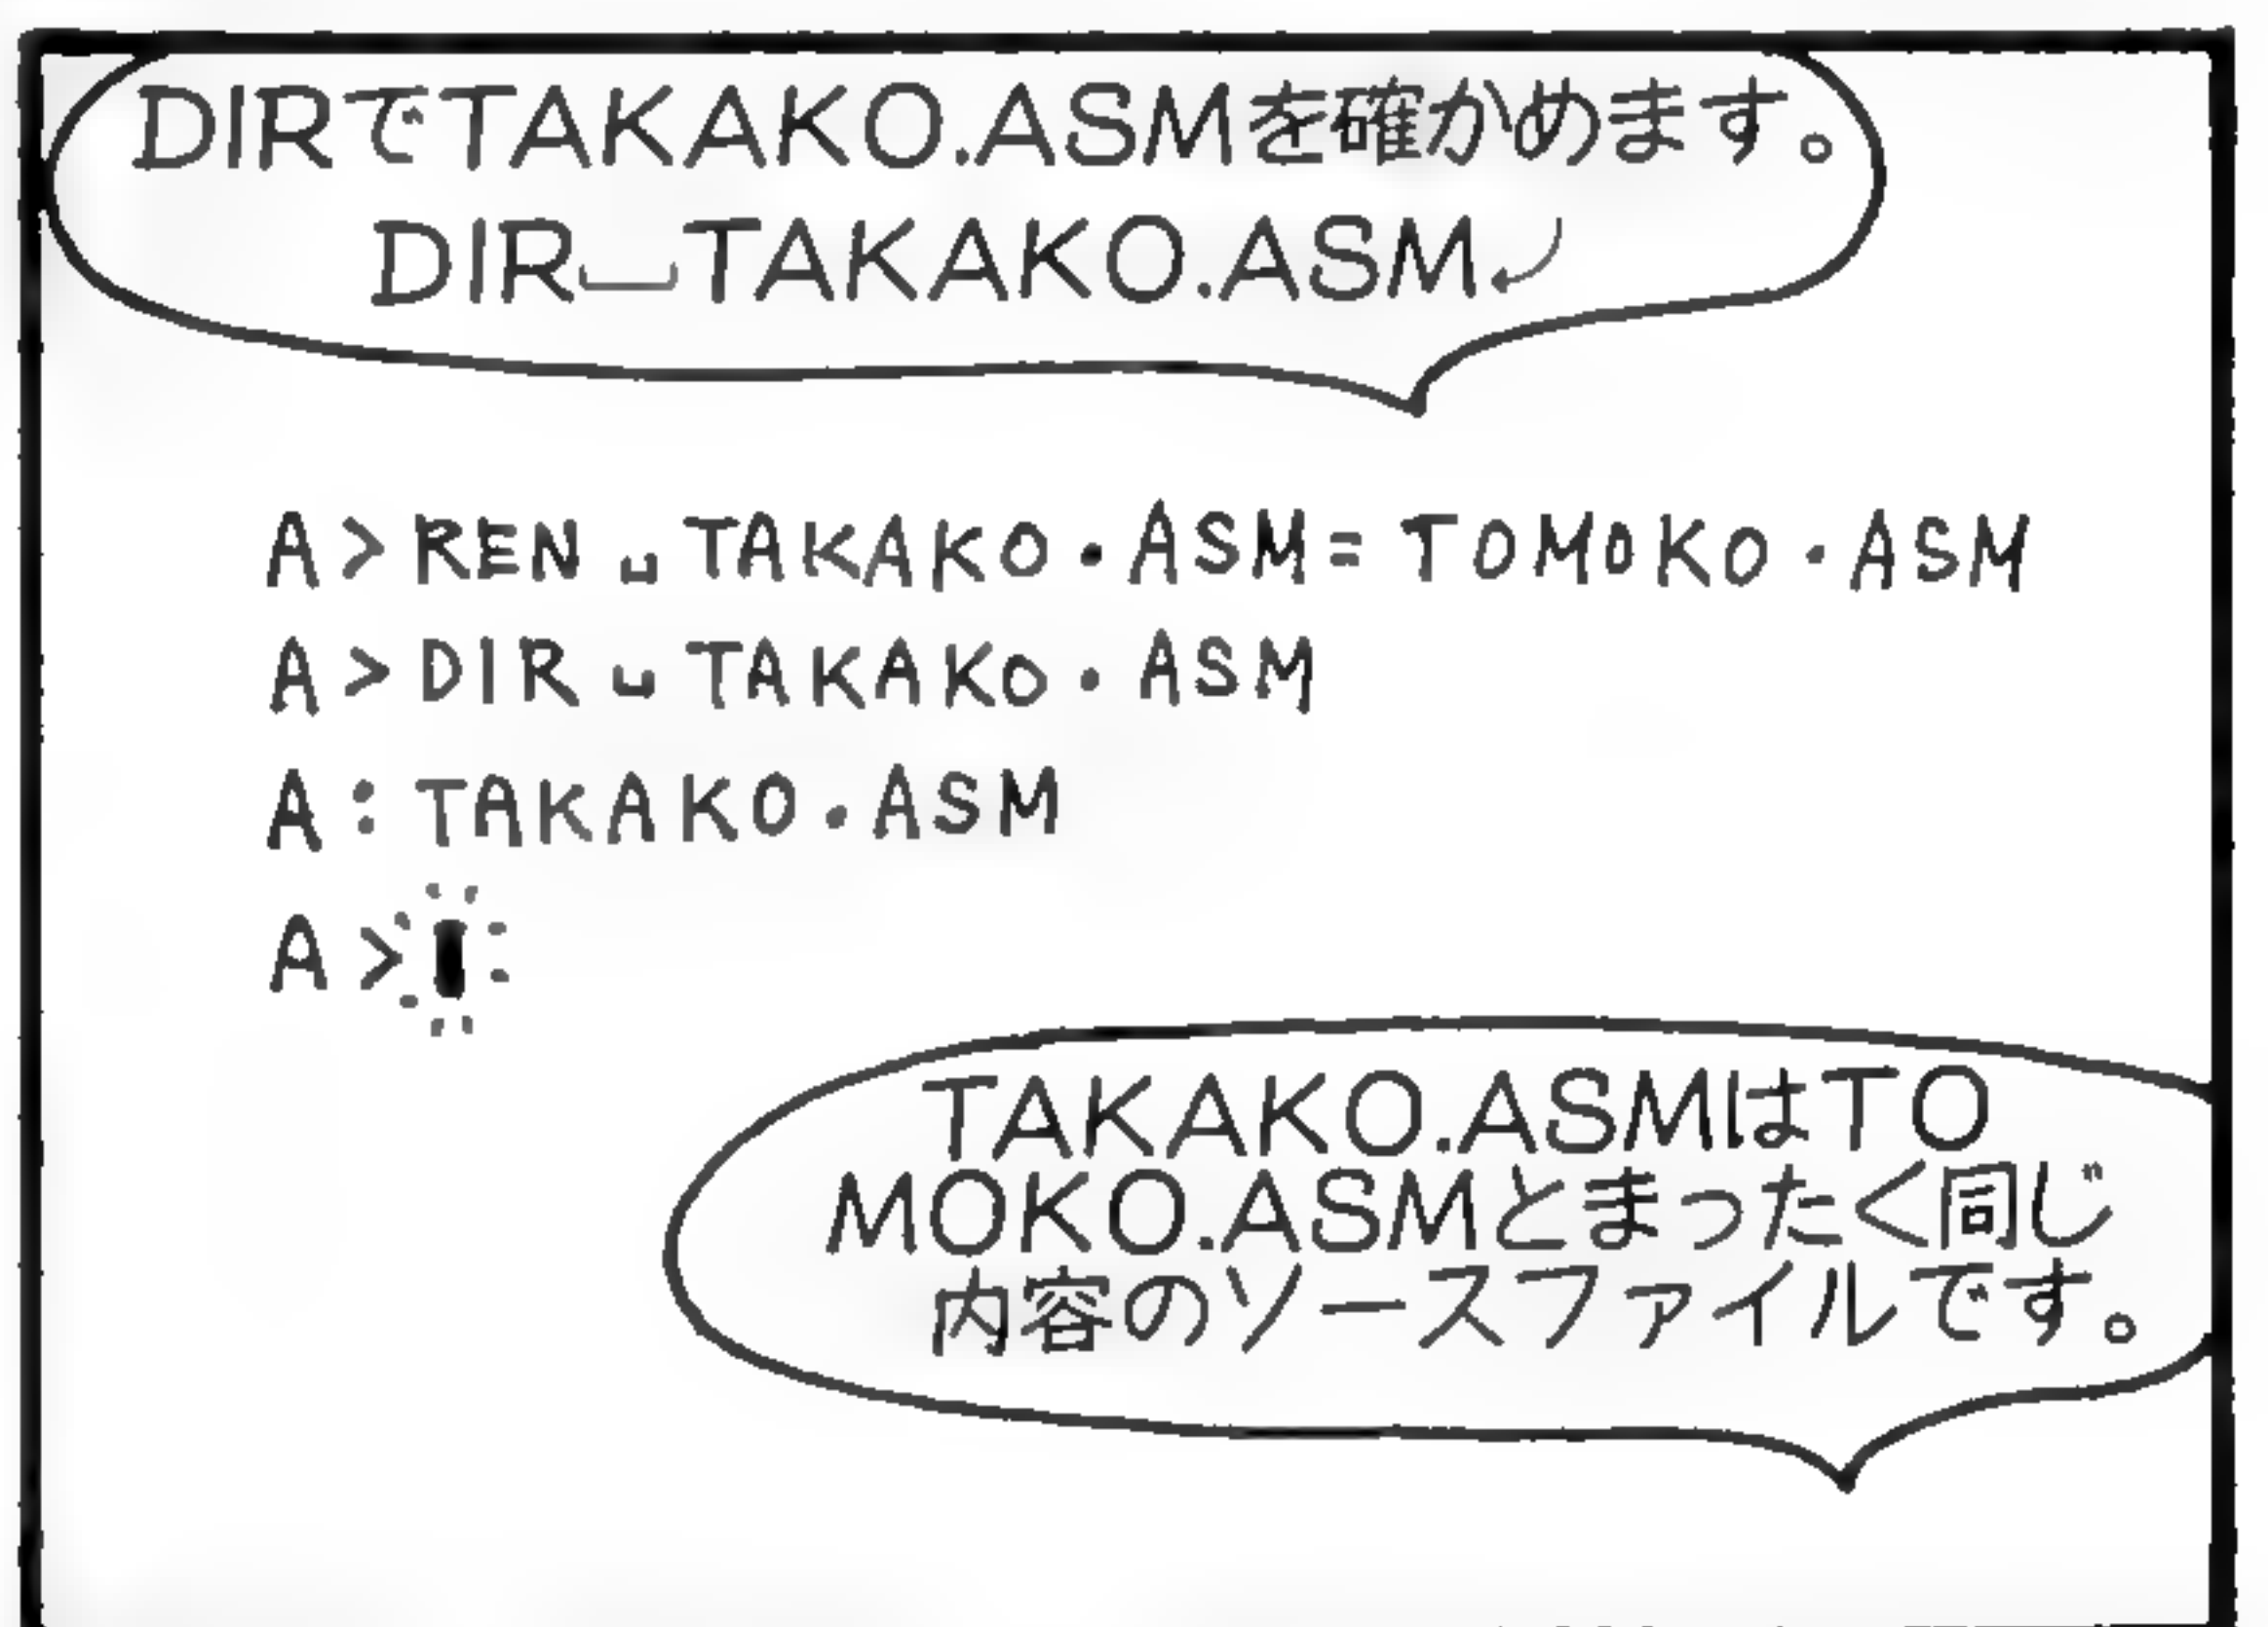 DIRでTAKAKO.ASMを確かめます。
DIR␣TAKAKO.ASM↙
A>REN␣TAKAKO・ASM=TOMOKO・ASM
A>DIR␣TAKAKO・ASM
A:TAKAKO.ASM
A>
TAKAKO.ASMはTO
MOKO.ASMとまったく同じ
内容のソースファイルです。